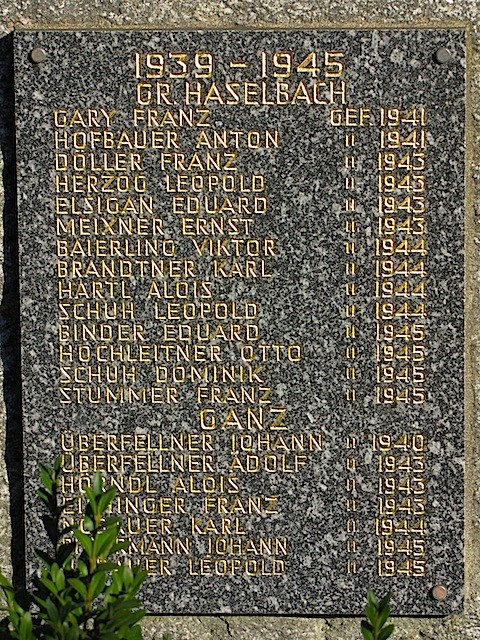 1939 - 1945
GR. HASELBACH
GARY FRANZ GEF 1941
HOFBAUER ANTON " 1941
DOLLER FRANZ " 1943
HERZOG LEOPOLD " 1943
ELSIGAN EDUARD " 1943
MEIXNER ERNST " 1943
BAIERLING VIKTOR " 1944
BRANDTNER KARL " 1944
HARTL ALOIS " 1944
SCHUH LEOPOLD " 1944
BINDER EDUARD " 1945
HOCHLEITNER OTTO " 1945
SCHUH DOMINIK " 1945
STUMMER FRANZ " 1945
GANZ
ÜBERFELLNER JOHANN " 1940
ÜBERFELLNER ADOLF " 1943
ALOIS " 1943
FRANZ " 1943
KARL " 1944
JOHANN " 1945
LEOPOLD " 1945